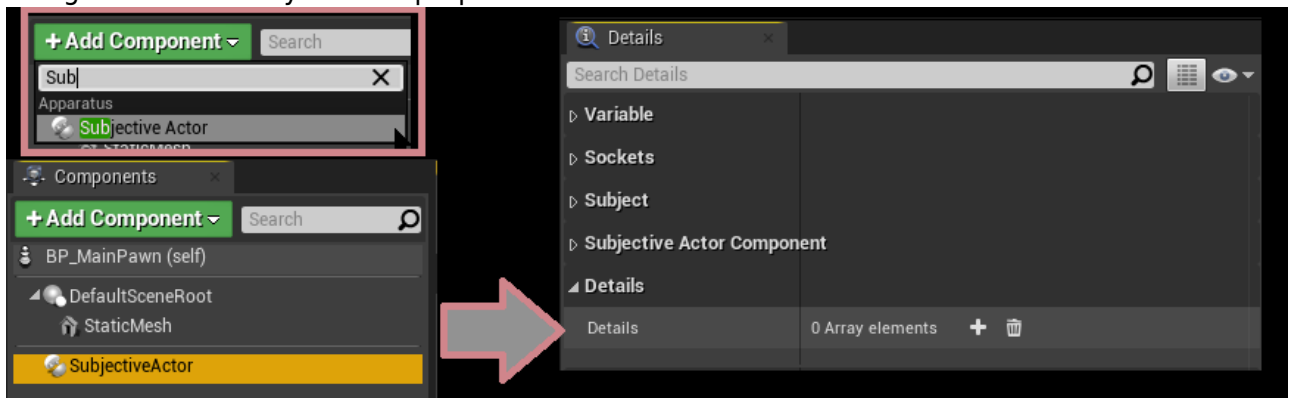 + Add Component
Search
Sub
Apparatus
Subjective Actor
StaticMesh
Components
+ Add Component
Search
BP_MainPawn (self)
DefaultSceneRoot
StaticMesh
SubjectiveActor
Details
Search Details
Variable
Sockets
Subject
Subjective Actor Component
Details
Details 0 Array elements